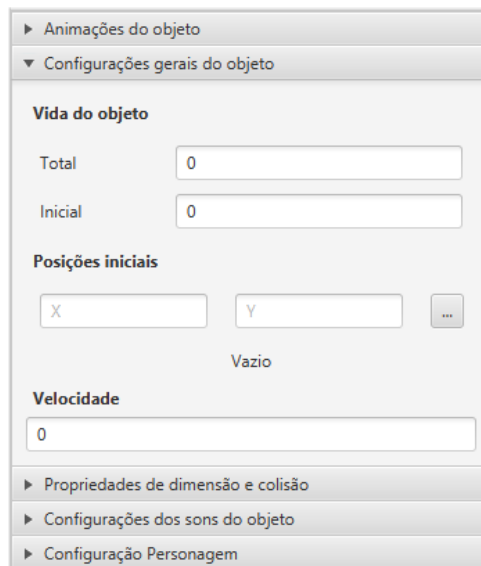 Animações do objeto
Configurações gerais do objeto
Vida do objeto
Total 0
Inicial 0
Posições iniciais
X Y ...
Vazio
Velocidade
0
Propriedades de dimensão e colisão
Configurações dos sons do objeto
Configuração Personagem